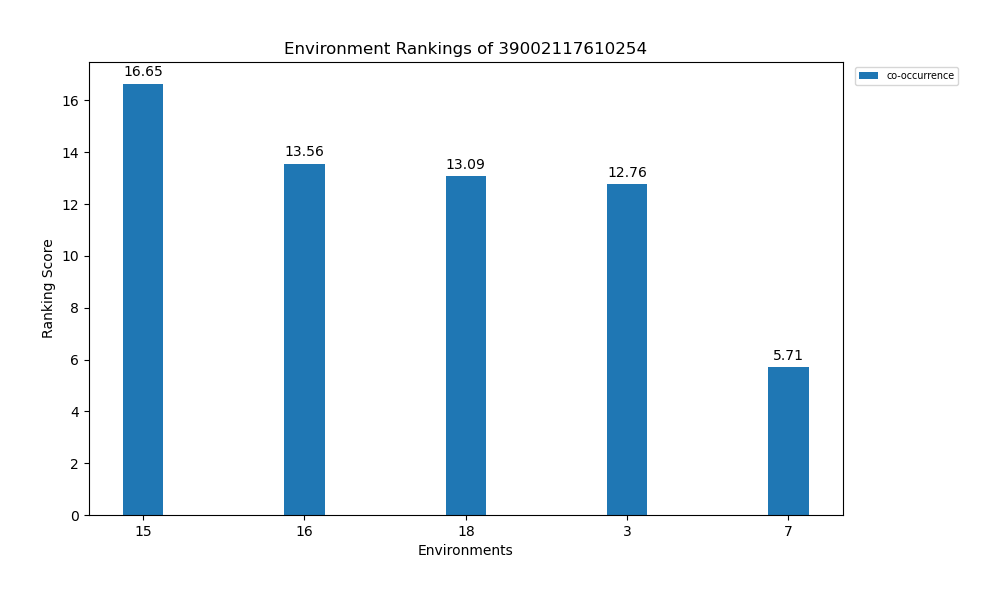 Environment Rankings of 39002117610254
co-occurrence
16.65
13.56
13.09
12.76
5.71
Ranking Score
16
14
12
10
8
6
4
2
0
15 16 18 3 7
Environments